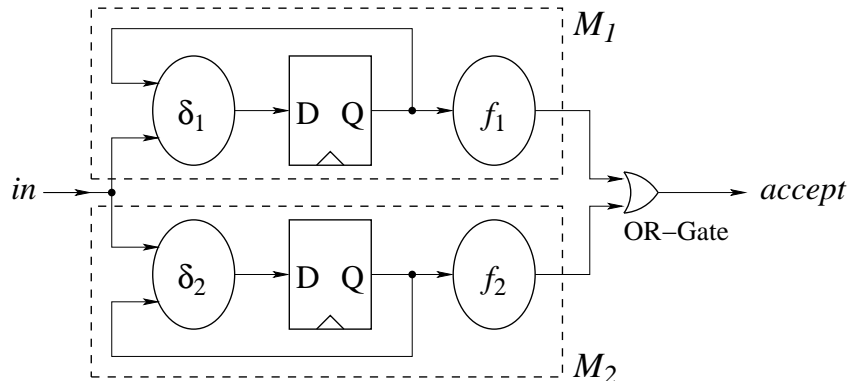 M1
δ1
D Q
f1
in
accept
OR–Gate
δ2
D Q
f2
M2